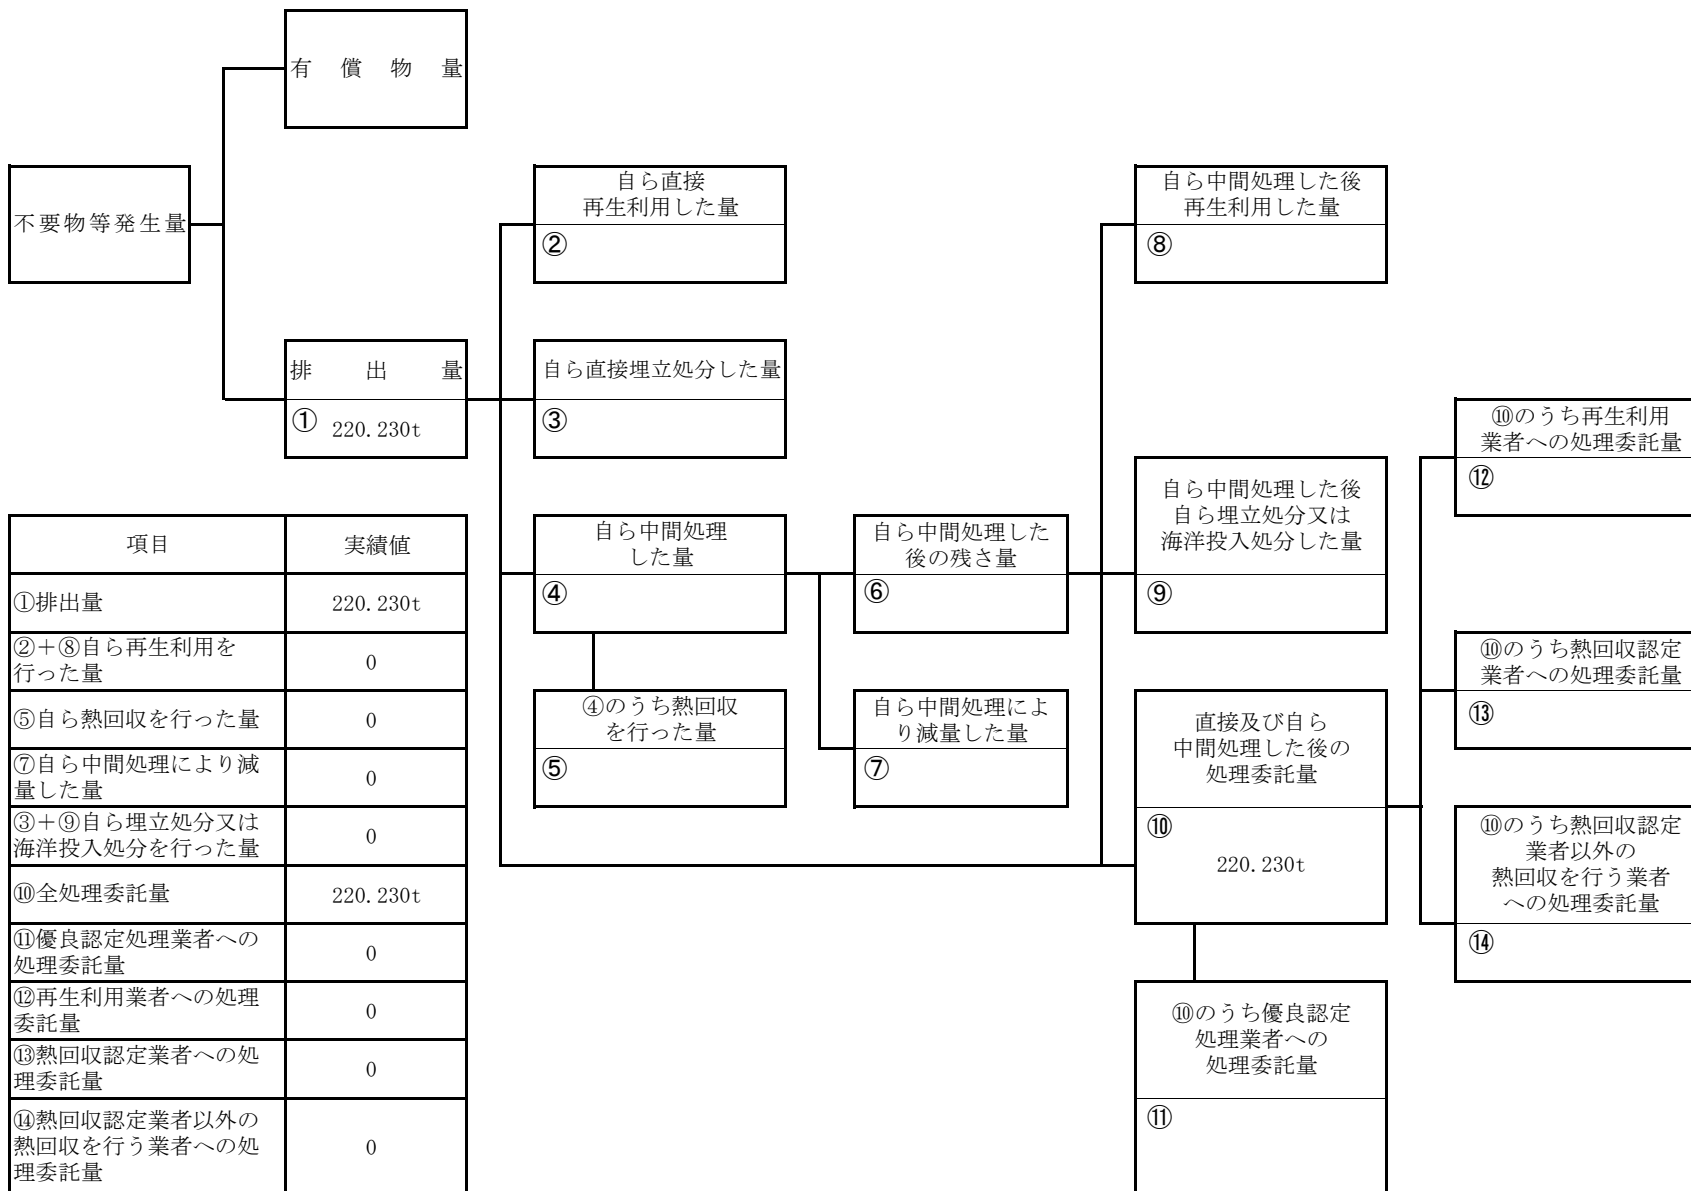 有償物量
不要物等発生量
自ら直接
再生利用した量
②
自ら中間処理した後
再生利用した量
⑧
排出量
① 220.230t
自ら直接埋立処分した量
③
自ら中間処理
した量
④
自ら中間処理した
後の残さ量
⑥
自ら中間処理した後
自ら埋立処分又は
海洋投入処分した量
⑨
⑩のうち再生利用
業者への処理委託量
⑫
④のうち熱回収
を行った量
⑤
自ら中間処理によ
り減量した量
⑦
直接及び自ら
中間処理した後の
処理委託量
⑩
220.230t
⑩のうち熱回収認定
業者への処理委託量
⑬
⑩のうち熱回収認定
業者以外の
熱回収を行う業者
への処理委託量
⑭
⑩のうち優良認定
処理業者への
処理委託量
⑪
項目 実績値
①排出量 220.230t
②＋⑧自ら再生利用を
行った量 0
⑤自ら熱回収を行った量 0
⑦自ら中間処理により減
量した量 0
③＋⑨自ら埋立処分又は
海洋投入処分を行った量 0
⑩全処理委託量 220.230t
⑪優良認定処理業者への
処理委託量 0
⑫再生利用業者への処理
委託量 0
⑬熱回収認定業者への処
理委託量 0
⑭熱回収認定業者以外の
熱回収を行う業者への処
理委託量 0